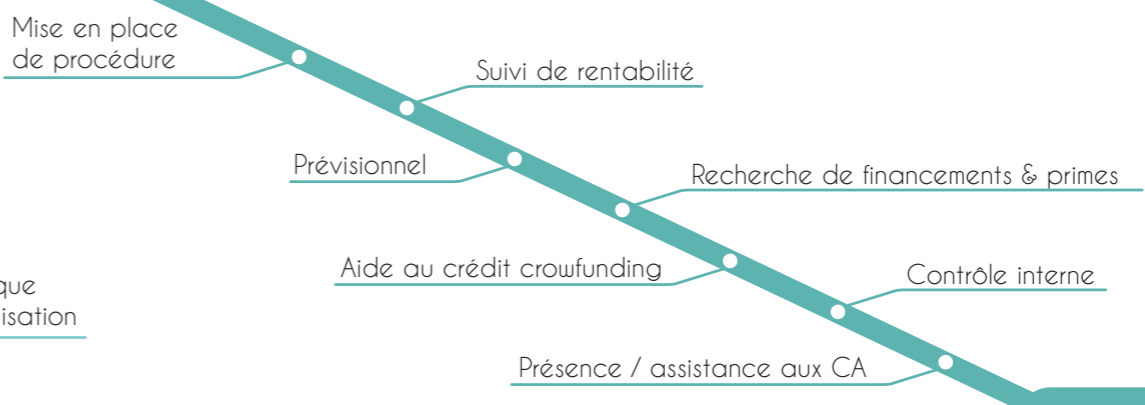 Mise en place
de procédure
Suivi de rentabilité
Prévisionnel
Recherche de financements & primes
Aide au crédit crowfunding
Contrôle interne
Présence / assistance aux CA